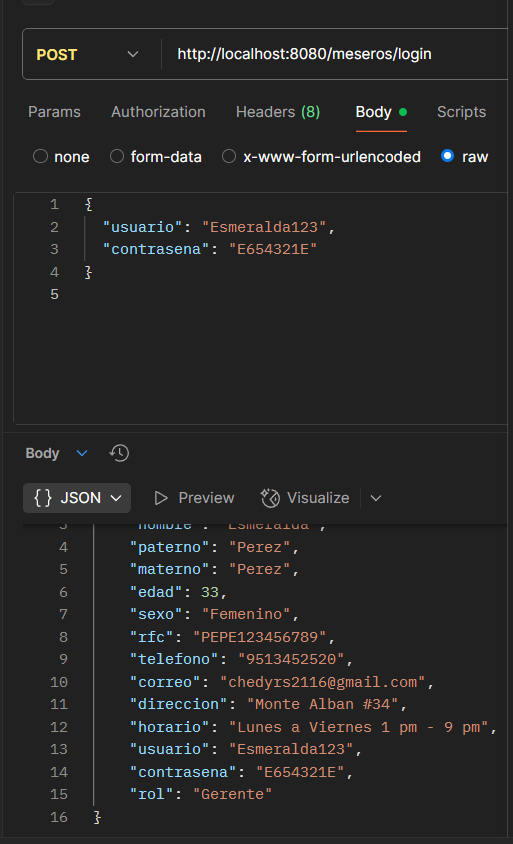 POST http://localhost:8080/meseros/login
Params Authorization Headers (8) Body Scripts
none form-data x-www-form-urlencoded raw
1 {
2 "usuario": "Esmeralda123",
3 "contrasena": "E654321E"
4 }
5
Body
{} JSON Preview Visualize
3 "nombre": "Esmeralda",
4 "paterno": "Perez",
5 "materno": "Perez",
6 "edad": 33,
7 "sexo": "Femenino",
8 "rfc": "PEPE123456789",
9 "telefono": "9513452520",
10 "correo": "chedyrs2116@gmail.com",
11 "direccion": "Monte Alban #34",
12 "horario": "Lunes a Viernes 1 pm - 9 pm",
13 "usuario": "Esmeralda123",
14 "contrasena": "E654321E",
15 "rol": "Gerente"
16 }